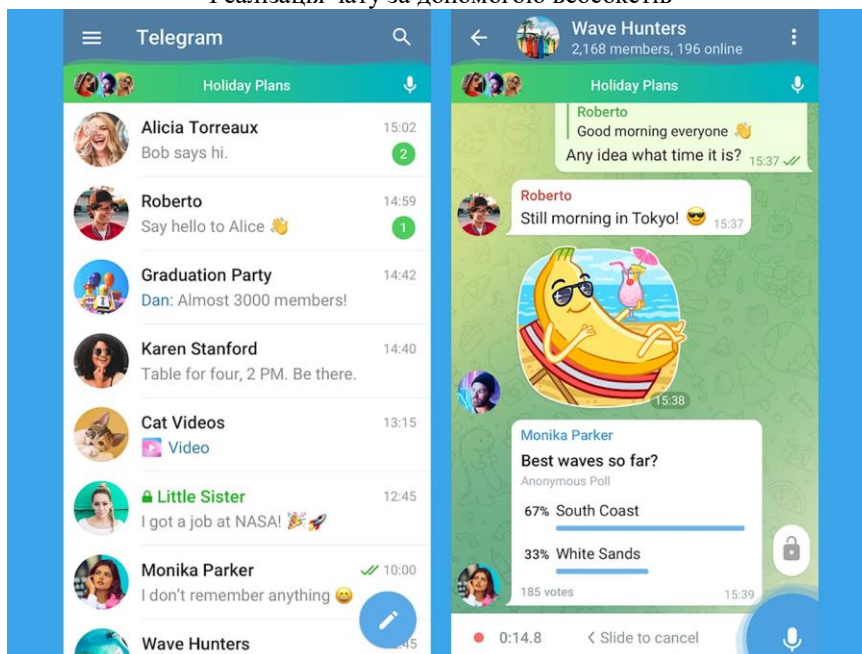 Реалізація чату за допомогою вебсокетів
Telegram
Holiday Plans
Alicia Torreaux 15:02
Bob says hi. 2
Roberto 14:59
Say hello to Alice 👋 1
Graduation Party 14:42
Dan: Almost 3000 members!
Karen Stanford 14:40
Table for four, 2 PM. Be there.
Cat Videos 13:15
Video
Little Sister 12:45
I got a job at NASA! 🎉🚀
Monika Parker 10:00
I don't remember anything 😄
Wave Hunters
Wave Hunters
2,168 members, 196 online
Holiday Plans
Roberto
Good morning everyone 👋
Any idea what time it is? 15:37
Roberto
Still morning in Tokyo! 😎 15:37
15:38
Monika Parker
Best waves so far?
Anonymous Poll
67% South Coast
33% White Sands
185 votes 15:39
0:14.8 Slide to cancel